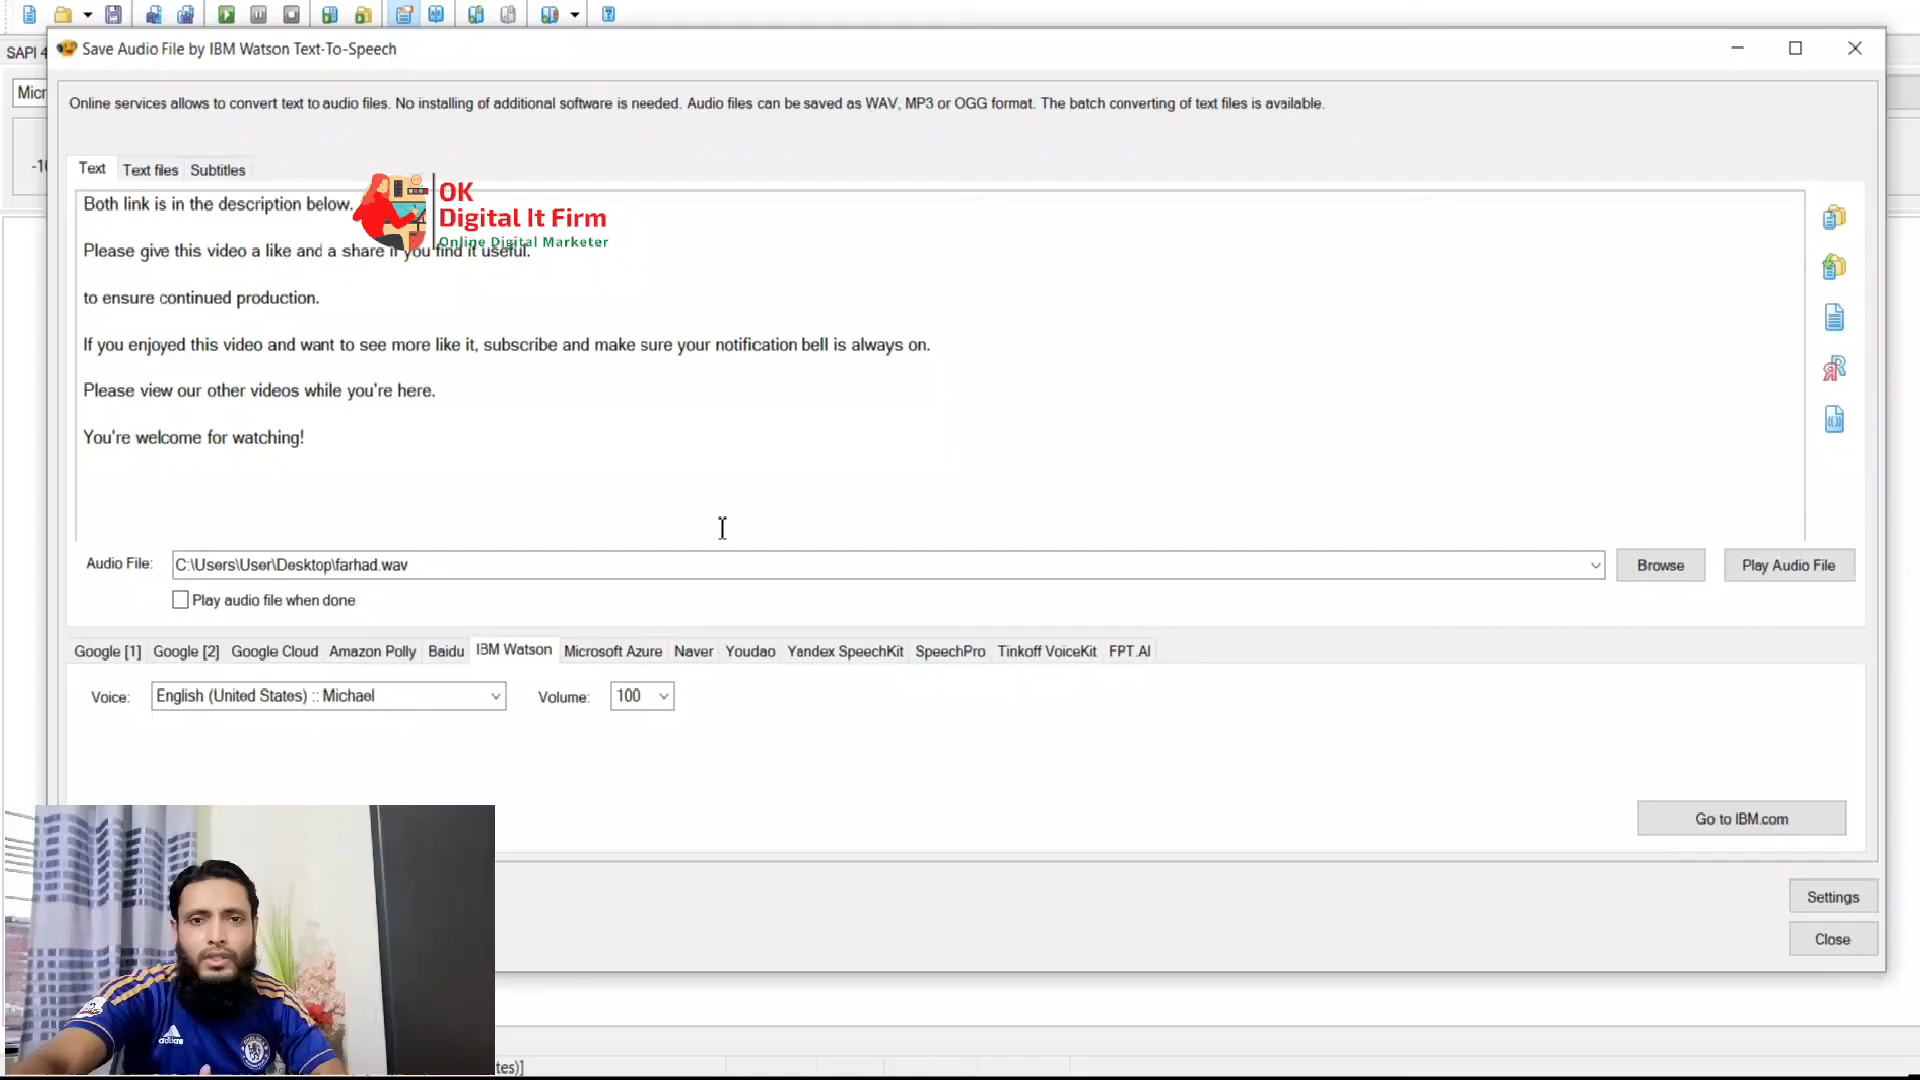 Save Audio File by IBM Watson Text-To-Speech
SAPI 4
Micr
Online services allows to convert text to audio files. No installing of additional software is needed. Audio files can be saved as WAV, MP3 or OGG format. The batch converting of text files is available.
-10
Text Text files Subtitles
Both link is in the description below.
OK
Digital It Firm
Online Digital Marketer
Please give this video a like and a share if you find it useful.
to ensure continued production.
If you enjoyed this video and want to see more like it, subscribe and make sure your notification bell is always on.
Please view our other videos while you're here.
You're welcome for watching!
Audio File: C:\Users\User\Desktop\farhad.wav Browse Play Audio File
Play audio file when done
Google [1] Google [2] Google Cloud Amazon Polly Baidu IBM Watson Microsoft Azure Naver Youdao Yandex SpeechKit SpeechPro Tinkoff VoiceKit FPT.AI
Voice: English (United States) :: Michael Volume: 100
Go to IBM.com
Settings
Close
adidas
tes)]